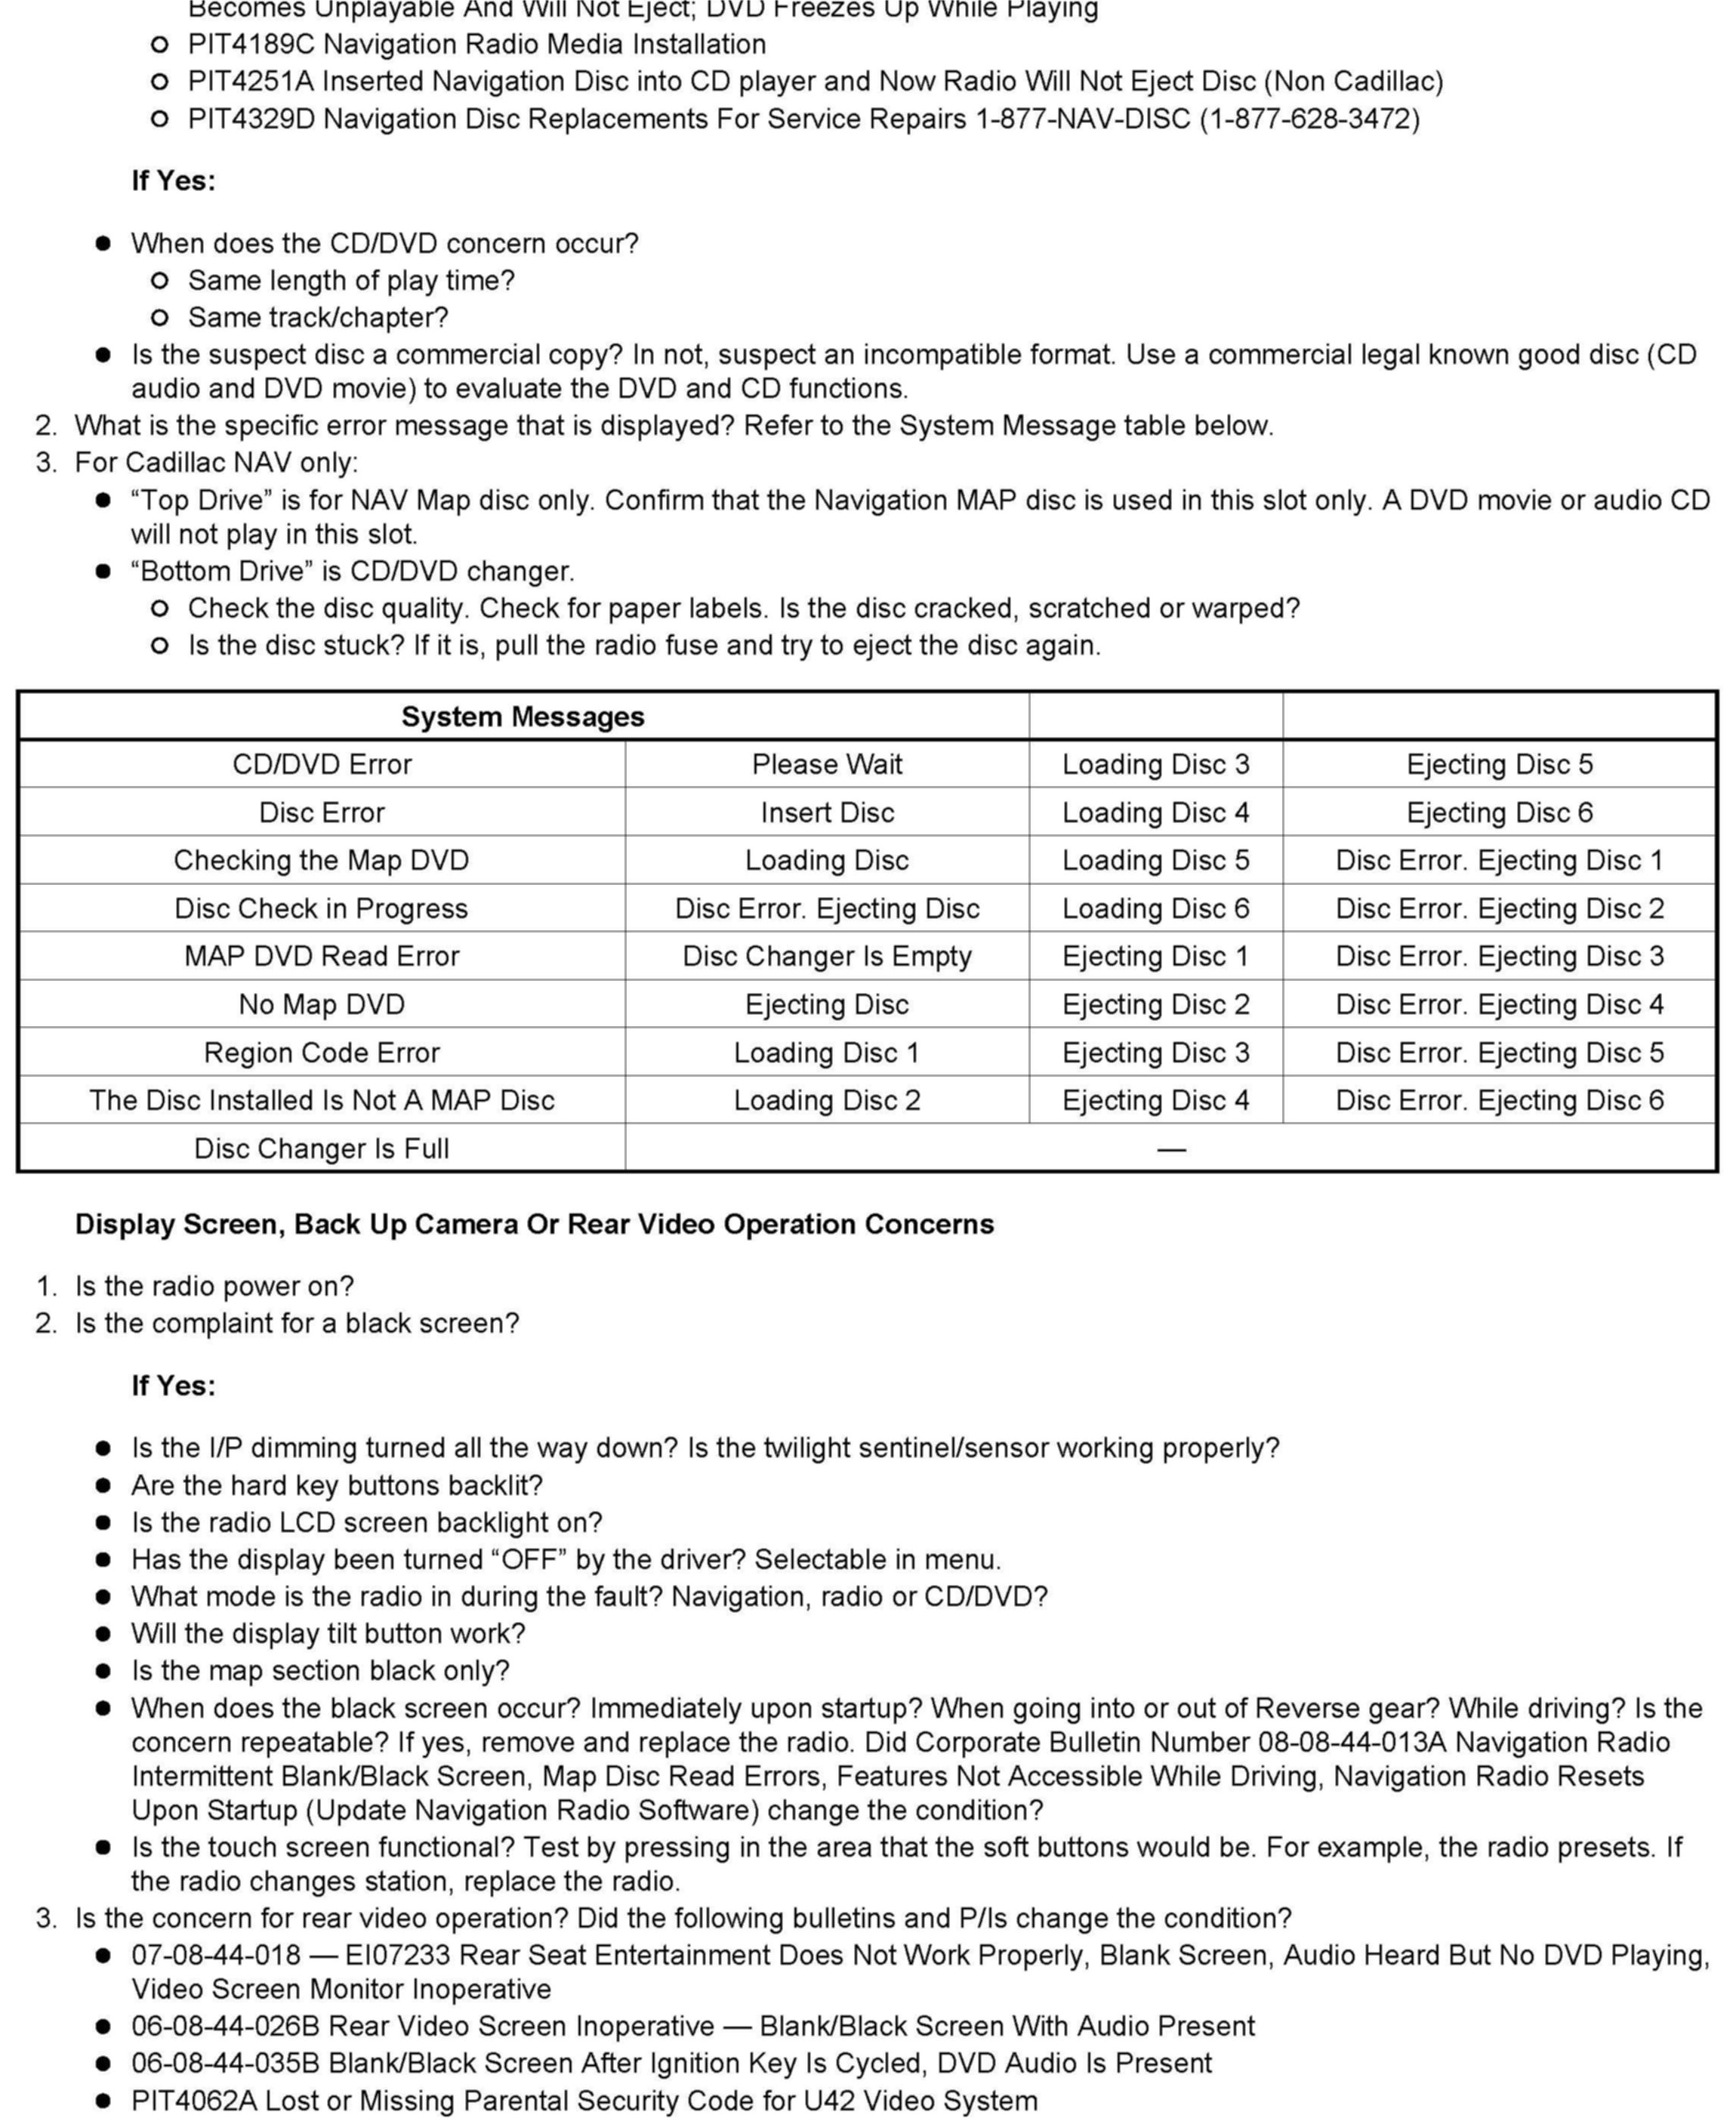 Becomes Unplayable And Will Not Eject; DVD Freezes Up While Playing
○ PIT4189C Navigation Radio Media Installation
○ PIT4251A Inserted Navigation Disc into CD player and Now Radio Will Not Eject Disc (Non Cadillac)
○ PIT4329D Navigation Disc Replacements For Service Repairs 1-877-NAV-DISC (1-877-628-3472)
If Yes:
● When does the CD/DVD concern occur?
○ Same length of play time?
○ Same track/chapter?
● Is the suspect disc a commercial copy? In not, suspect an incompatible format. Use a commercial legal known good disc (CD
audio and DVD movie) to evaluate the DVD and CD functions.
2. What is the specific error message that is displayed? Refer to the System Message table below.
3. For Cadillac NAV only:
● “Top Drive” is for NAV Map disc only. Confirm that the Navigation MAP disc is used in this slot only. A DVD movie or audio CD
will not play in this slot.
● “Bottom Drive” is CD/DVD changer.
○ Check the disc quality. Check for paper labels. Is the disc cracked, scratched or warped?
○ Is the disc stuck? If it is, pull the radio fuse and try to eject the disc again.
System Messages
CD/DVD Error Please Wait Loading Disc 3 Ejecting Disc 5
Disc Error Insert Disc Loading Disc 4 Ejecting Disc 6
Checking the Map DVD Loading Disc Loading Disc 5 Disc Error. Ejecting Disc 1
Disc Check in Progress Disc Error. Ejecting Disc Loading Disc 6 Disc Error. Ejecting Disc 2
MAP DVD Read Error Disc Changer Is Empty Ejecting Disc 1 Disc Error. Ejecting Disc 3
No Map DVD Ejecting Disc Ejecting Disc 2 Disc Error. Ejecting Disc 4
Region Code Error Loading Disc 1 Ejecting Disc 3 Disc Error. Ejecting Disc 5
The Disc Installed Is Not A MAP Disc Loading Disc 2 Ejecting Disc 4 Disc Error. Ejecting Disc 6
Disc Changer Is Full —
Display Screen, Back Up Camera Or Rear Video Operation Concerns
1. Is the radio power on?
2. Is the complaint for a black screen?
If Yes:
● Is the I/P dimming turned all the way down? Is the twilight sentinel/sensor working properly?
● Are the hard key buttons backlit?
● Is the radio LCD screen backlight on?
● Has the display been turned “OFF” by the driver? Selectable in menu.
● What mode is the radio in during the fault? Navigation, radio or CD/DVD?
● Will the display tilt button work?
● Is the map section black only?
● When does the black screen occur? Immediately upon startup? When going into or out of Reverse gear? While driving? Is the
concern repeatable? If yes, remove and replace the radio. Did Corporate Bulletin Number 08-08-44-013A Navigation Radio
Intermittent Blank/Black Screen, Map Disc Read Errors, Features Not Accessible While Driving, Navigation Radio Resets
Upon Startup (Update Navigation Radio Software) change the condition?
● Is the touch screen functional? Test by pressing in the area that the soft buttons would be. For example, the radio presets. If
the radio changes station, replace the radio.
3. Is the concern for rear video operation? Did the following bulletins and P/Is change the condition?
● 07-08-44-018 — EI07233 Rear Seat Entertainment Does Not Work Properly, Blank Screen, Audio Heard But No DVD Playing,
Video Screen Monitor Inoperative
● 06-08-44-026B Rear Video Screen Inoperative — Blank/Black Screen With Audio Present
● 06-08-44-035B Blank/Black Screen After Ignition Key Is Cycled, DVD Audio Is Present
● PIT4062A Lost or Missing Parental Security Code for U42 Video System